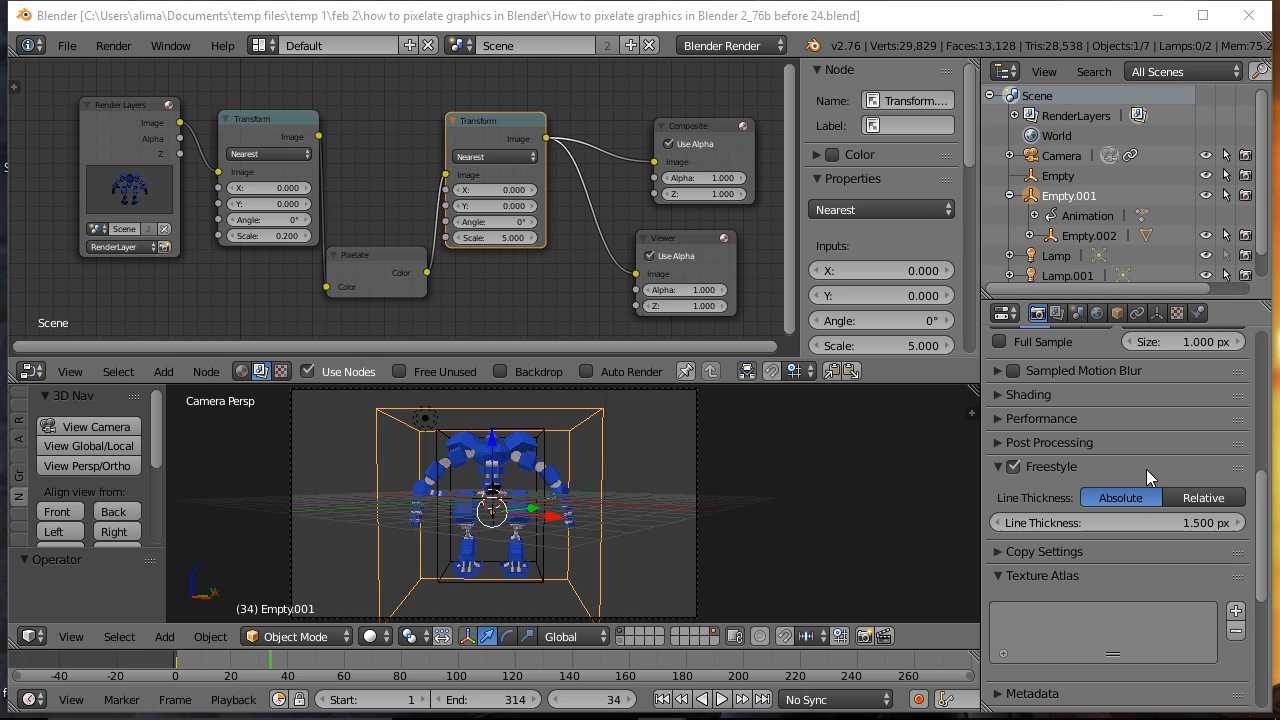 Blender [C:\Users\alima\Documents\temp files\temp 1\feb 2\how to pixelate graphics in Blender\How to pixelate graphics in Blender 2_76b before 24.blend]
File Render Window Help Default Scene 2 Blender Render v2.76 | Verts:29,829 | Faces:13,128 | Tris:28,538 | Objects:1/7 | Lamps:0/2 | Mem:75.2
Render Layers
Image
Alpha
Z
Scene 2
RenderLayer
Transform
Image
Nearest
Image
X: 0.000
Y: 0.000
Angle: 0°
Scale: 0.200
Pixelate
Color
Color
Transform
Image
Nearest
Image
X: 0.000
Y: 0.000
Angle: 0°
Scale: 5.000
Composite
Use Alpha
Image
Alpha: 1.000
Z: 1.000
Viewer
Use Alpha
Image
Alpha: 1.000
Z: 1.000
Scene
Node
Name: Transform....
Label:
Color
Properties
Nearest
Inputs:
X: 0.000
Y: 0.000
Angle: 0°
Scale: 5.000
View Search All Scenes
Scene
RenderLayers
World
Camera
Empty
Empty.001
Animation
Empty.002
Lamp
Lamp.001
View Select Add Node Use Nodes Free Unused Backdrop Auto Render
Full Sample Size: 1.000 px
Sampled Motion Blur
Shading
Performance
Post Processing
Freestyle
Line Thickness: Absolute Relative
Line Thickness: 1.500 px
Copy Settings
Texture Atlas
Metadata
R
A
Gr
N
3D Nav
View Camera
View Global/Local
View Persp/Ortho
Align view from:
Front Back
Left Right
Operator
Camera Persp
(34) Empty.001
View Select Add Object Object Mode Global
-40 -20 0 20 40 60 80 100 120 140 160 180 200 220 240 260
View Marker Frame Playback Start: 1 End: 314 34 No Sync